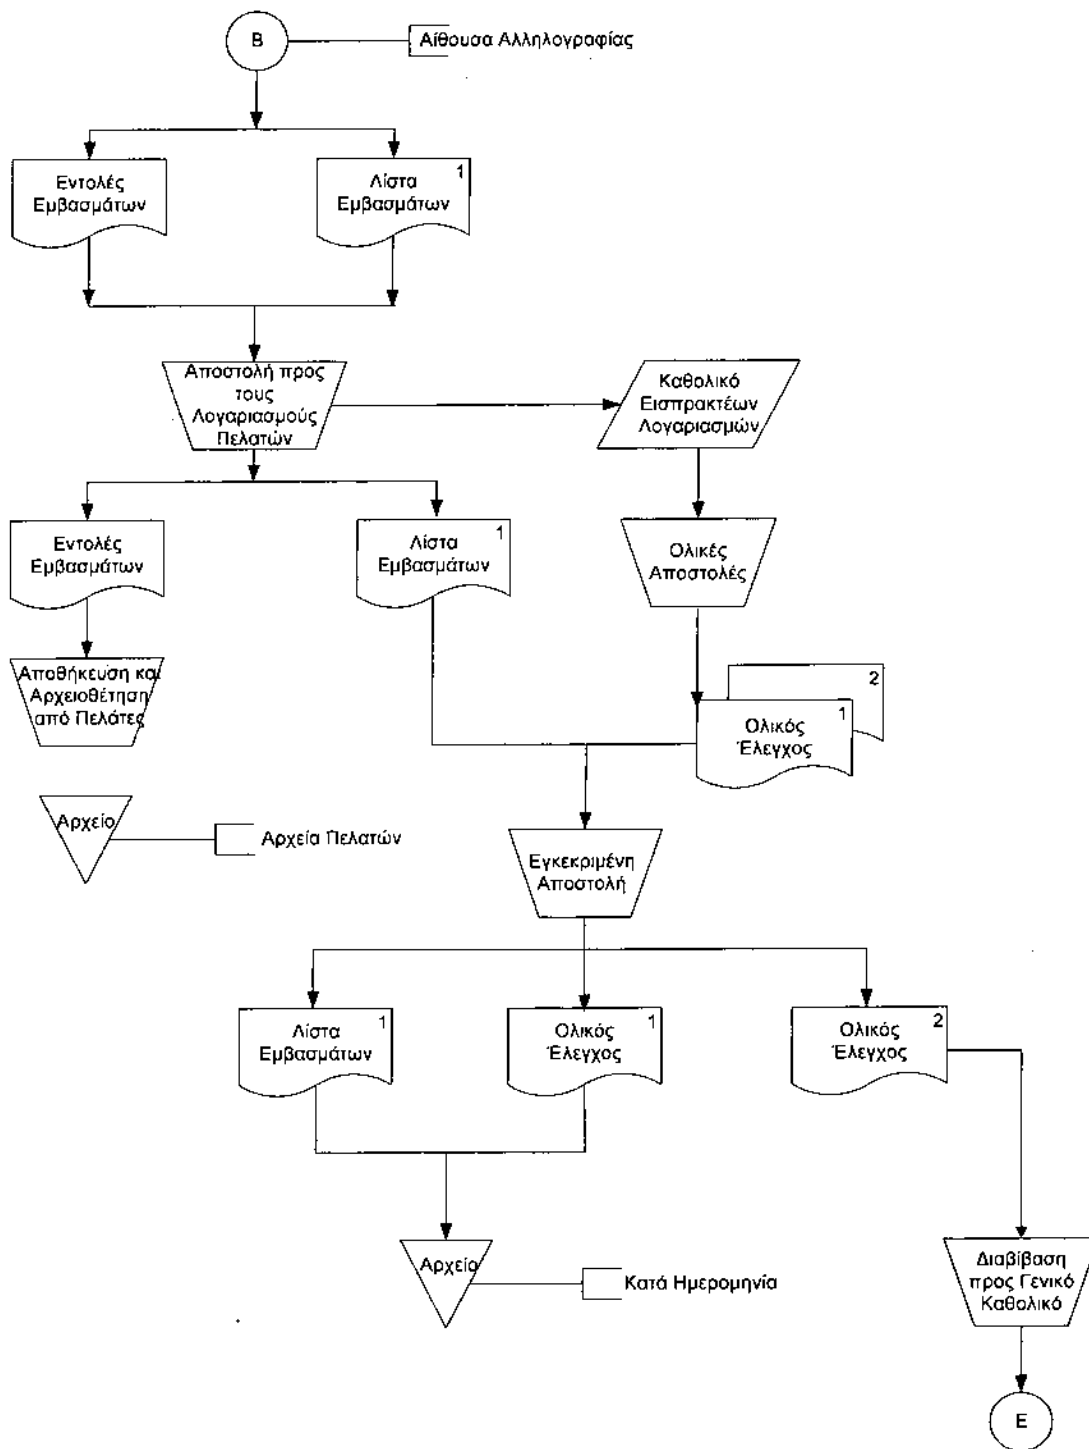 B
Αίθουσα Αλληλογραφίας
Εντολές
Εμβασμάτων
1
Λίστα
Εμβασμάτων
Αποστολή προς
τους
Λογαριασμούς
Πελατών
Καθολικό
Εισπρακτέων
Λογαριασμών
Εντολές
Εμβασμάτων
1
Λίστα
Εμβασμάτων
Ολικές
Αποστολές
Αποθήκευση και
Αρχειοθέτηση
από Πελάτες
2
1
Ολικός
Έλεγχος
Αρχείο
Αρχεία Πελατών
Εγκεκριμένη
Αποστολή
1
Λίστα
Εμβασμάτων
1
Ολικός
Έλεγχος
2
Ολικός
Έλεγχος
Αρχείο
Κατά Ημερομηνία
Διαβίβαση
προς Γενικό
Καθολικό
E